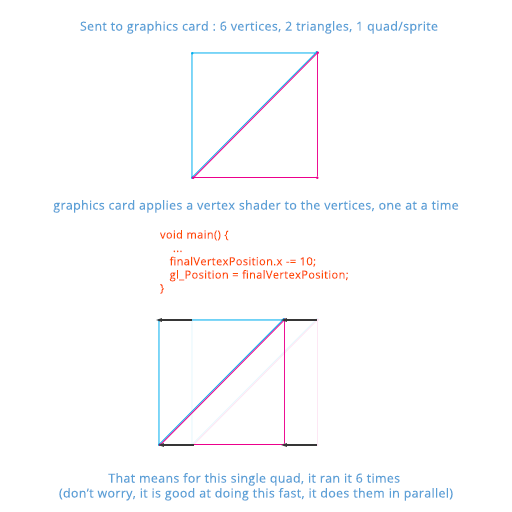 Sent to graphics card : 6 vertices, 2 triangles, 1 quad/sprite
graphics card applies a vertex shader to the vertices, one at a time
void main() {
...
finalVertexPosition.x -= 10;
gl_Position = finalVertexPosition;
}
That means for this single quad, it ran it 6 times
(don't worry, it is good at doing this fast, it does them in parallel)